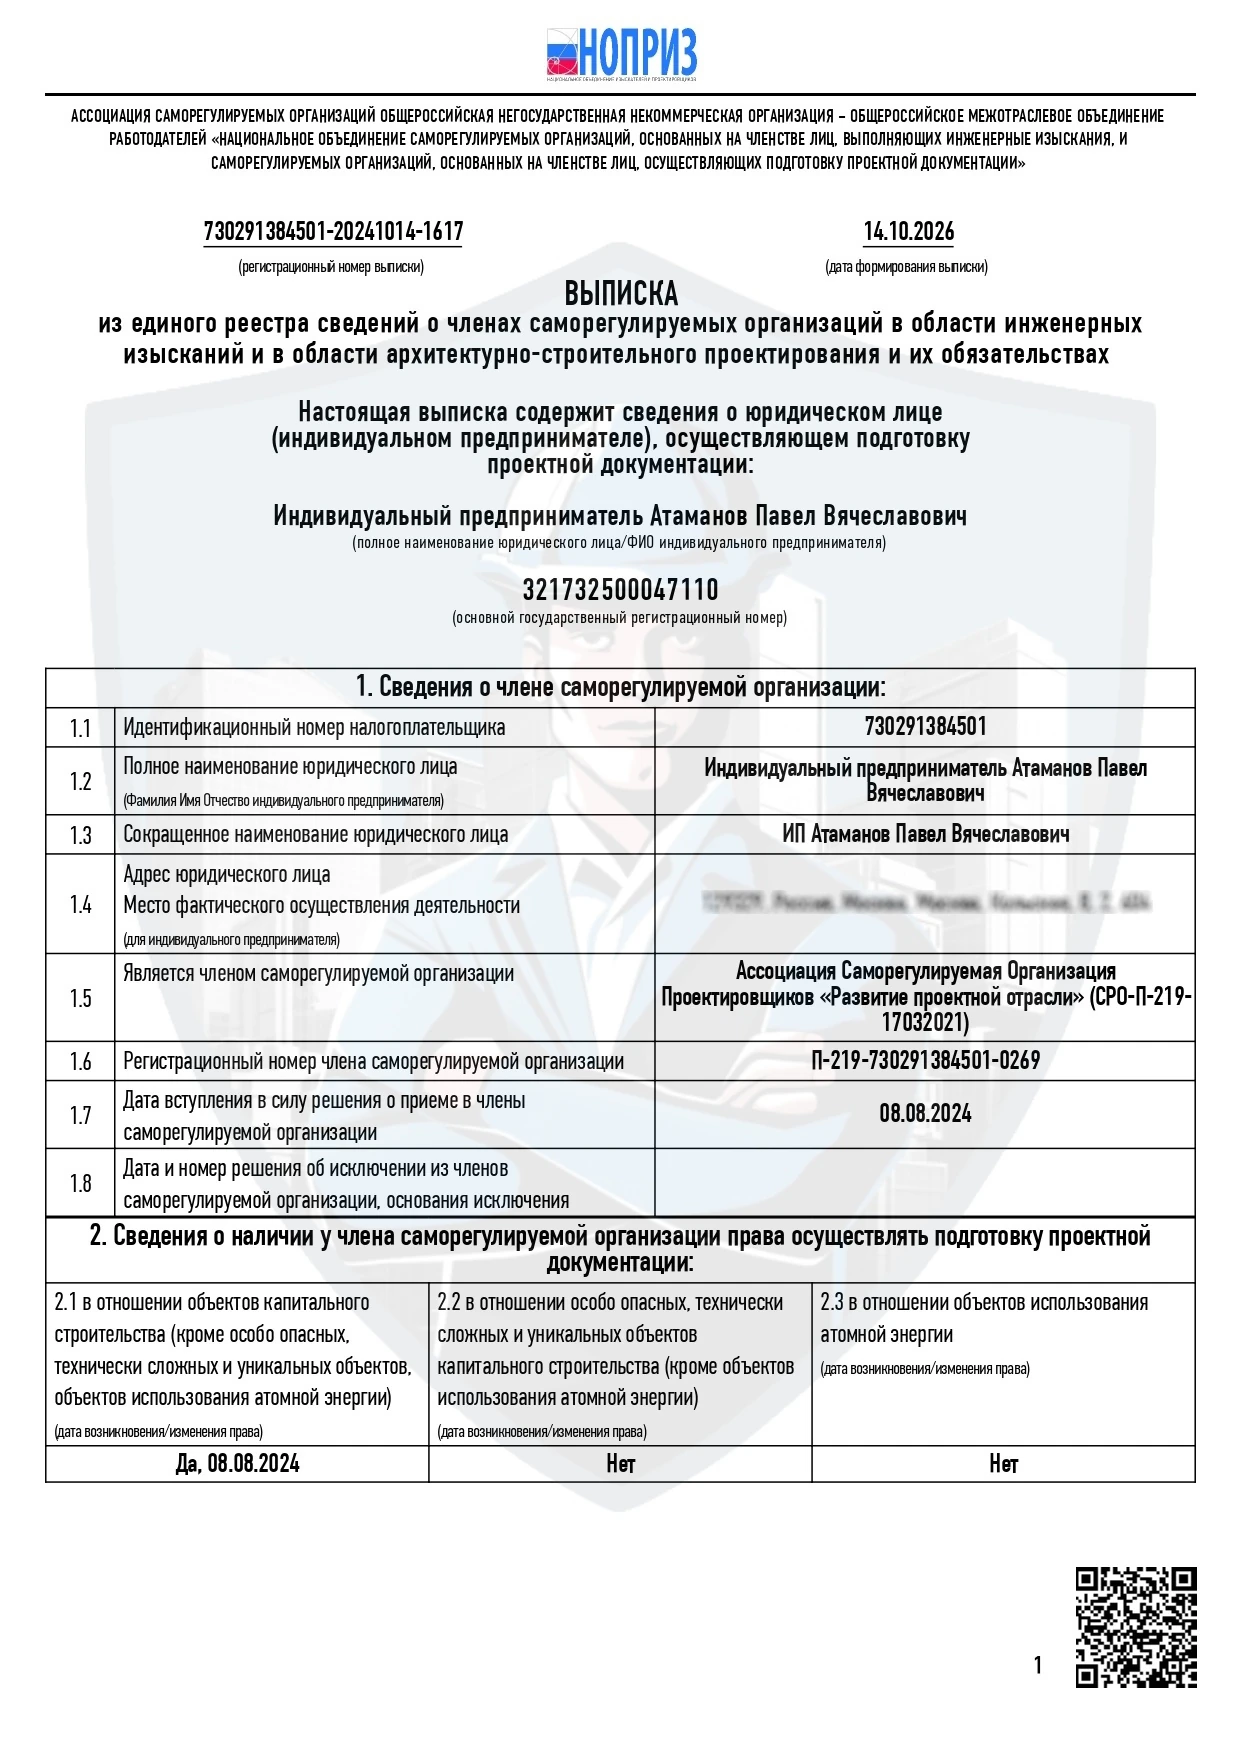 НОПРИЗ
НАЦИОНАЛЬНОЕ ОБЪЕДИНЕНИЕ ИЗЫСКАТЕЛЕЙ И ПРОЕКТИРОВЩИКОВ
АССОЦИАЦИЯ САМОРЕГУЛИРУЕМЫХ ОРГАНИЗАЦИЙ ОБЩЕРОССИЙСКАЯ НЕГОСУДАРСТВЕННАЯ НЕКОММЕРЧЕСКАЯ ОРГАНИЗАЦИЯ – ОБЩЕРОССИЙСКОЕ МЕЖОТРАСЛЕВОЕ ОБЪЕДИНЕНИЕ
РАБОТОДАТЕЛЕЙ «НАЦИОНАЛЬНОЕ ОБЪЕДИНЕНИЕ САМОРЕГУЛИРУЕМЫХ ОРГАНИЗАЦИЙ, ОСНОВАННЫХ НА ЧЛЕНСТВЕ ЛИЦ, ВЫПОЛНЯЮЩИХ ИНЖЕНЕРНЫЕ ИЗЫСКАНИЯ, И
САМОРЕГУЛИРУЕМЫХ ОРГАНИЗАЦИЙ, ОСНОВАННЫХ НА ЧЛЕНСТВЕ ЛИЦ, ОСУЩЕСТВЛЯЮЩИХ ПОДГОТОВКУ ПРОЕКТНОЙ ДОКУМЕНТАЦИИ»
730291384501-20241014-1617
14.10.2026
(регистрационный номер выписки)
(дата формирования выписки)
ВЫПИСКА
из единого реестра сведений о членах саморегулируемых организаций в области инженерных
изысканий и в области архитектурно-строительного проектирования и их обязательствах
Настоящая выписка содержит сведения о юридическом лице
(индивидуальном предпринимателе), осуществляющем подготовку
проектной документации:
Индивидуальный предприниматель Атаманов Павел Вячеславович
(полное наименование юридического лица/ФИО индивидуального предпринимателя)
321732500047110
(основной государственный регистрационный номер)
1. Сведения о члене саморегулируемой организации:
1.1
Идентификационный номер налогоплательщика
730291384501
1.2
Полное наименование юридического лица
(Фамилия Имя Отчество индивидуального предпринимателя)
Индивидуальный предприниматель Атаманов Павел
Вячеславович
1.3
Сокращенное наименование юридического лица
ИП Атаманов Павел Вячеславович
1.4
Адрес юридического лица
Место фактического осуществления деятельности
(для индивидуального предпринимателя)
1.5
Является членом саморегулируемой организации
Ассоциация Саморегулируемая Организация
Проектировщиков «Развитие проектной отрасли» (СРО-П-219-
17032021)
1.6
Регистрационный номер члена саморегулируемой организации
П-219-730291384501-0269
1.7
Дата вступления в силу решения о приеме в члены
саморегулируемой организации
08.08.2024
1.8
Дата и номер решения об исключении из членов
саморегулируемой организации, основания исключения
2. Сведения о наличии у члена саморегулируемой организации права осуществлять подготовку проектной
документации:
2.1 в отношении объектов капитального
строительства (кроме особо опасных,
технически сложных и уникальных объектов,
объектов использования атомной энергии)
(дата возникновения/изменения права)
2.2 в отношении особо опасных, технически
сложных и уникальных объектов
капитального строительства (кроме объектов
использования атомной энергии)
(дата возникновения/изменения права)
2.3 в отношении объектов использования
атомной энергии
(дата возникновения/изменения права)
Да, 08.08.2024
Нет
Нет
1